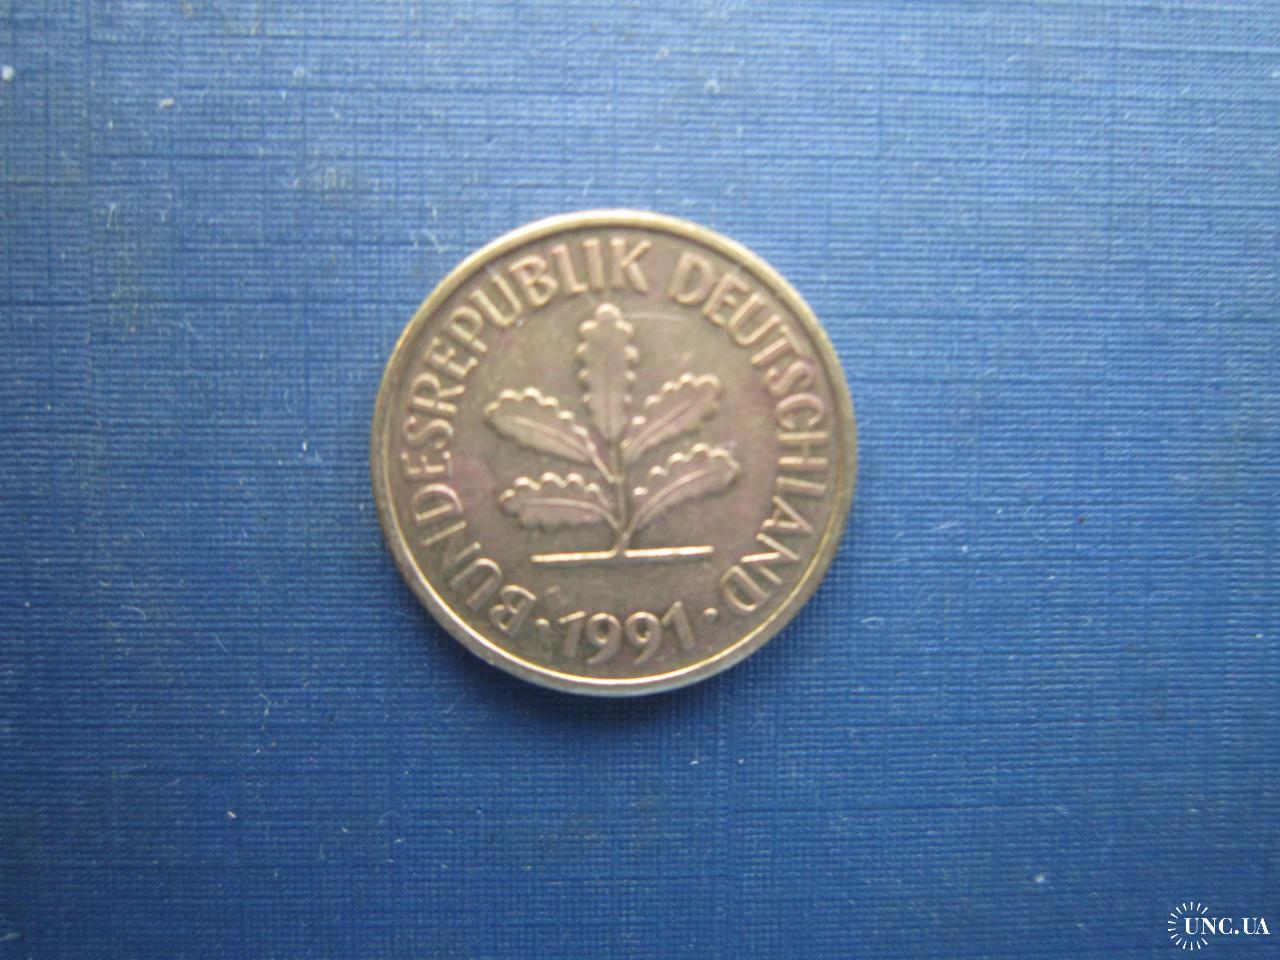 BUNDESREPUBLIK DEUTSCHLAND
· 1991 ·
UNC.UA